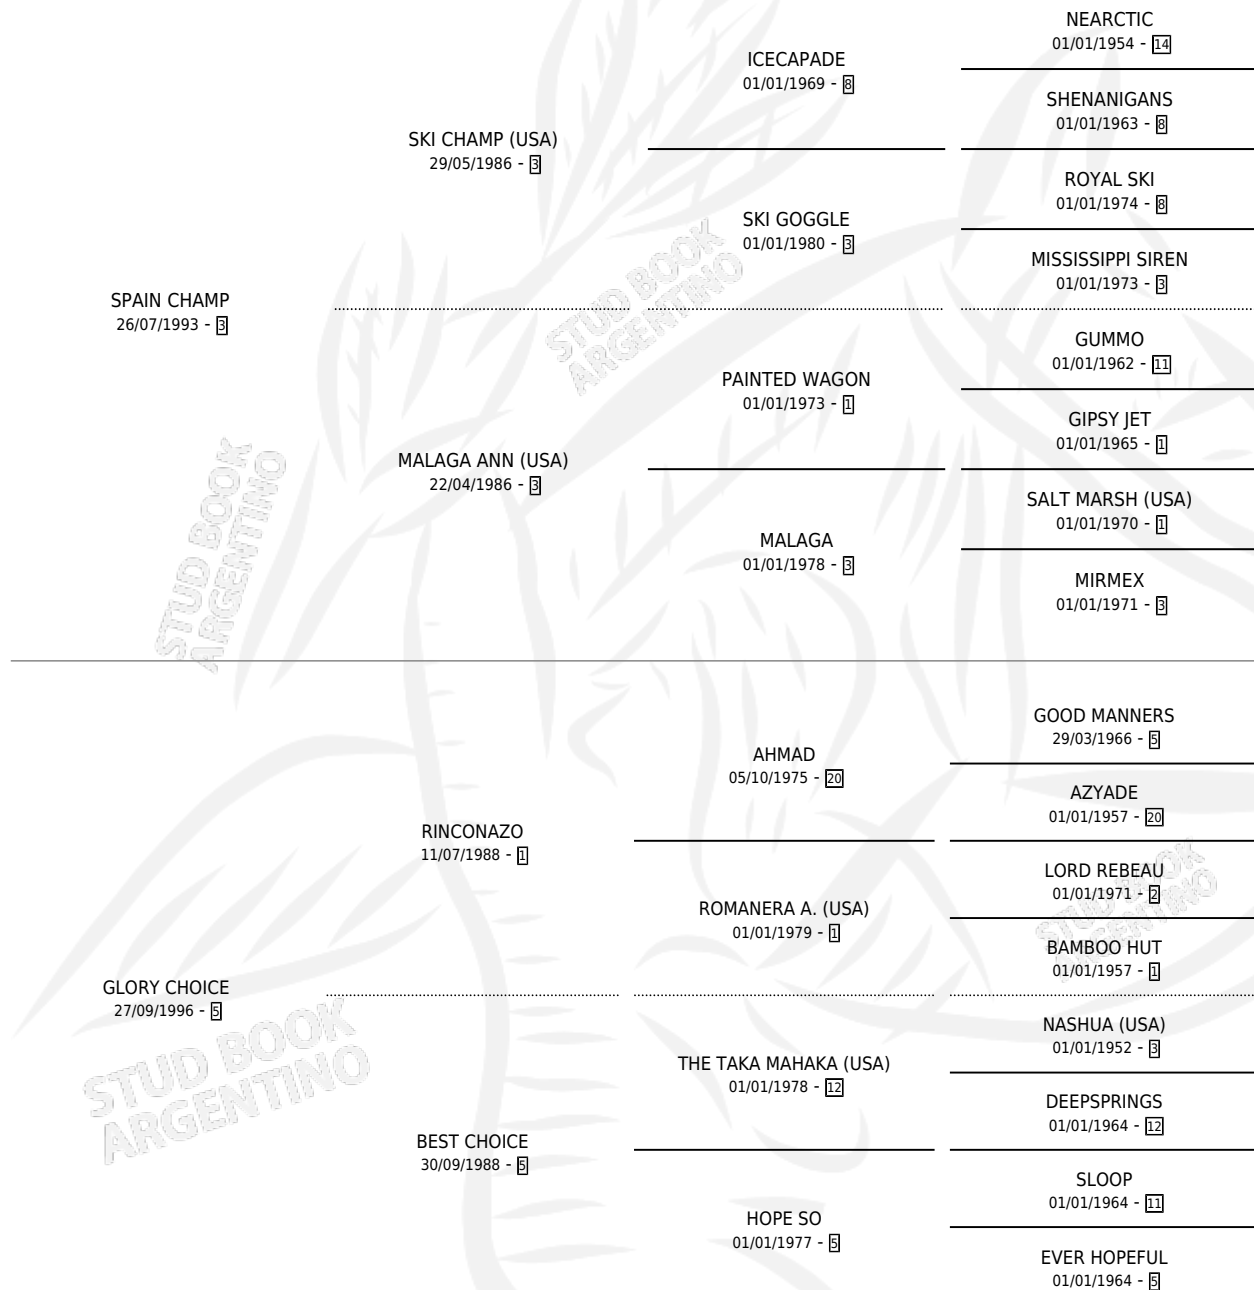 NEARCTIC
01/01/1954 - 14
ICECAPADE
01/01/1969 - 8
SHENANIGANS
01/01/1963 - 8
SKI CHAMP (USA)
29/05/1986 - 3
ROYAL SKI
01/01/1974 - 8
SKI GOGGLE
01/01/1980 - 3
MISSISSIPPI SIREN
01/01/1973 - 3
SPAIN CHAMP
26/07/1993 - 3
GUMMO
01/01/1962 - 11
PAINTED WAGON
01/01/1973 - 1
GIPSY JET
01/01/1965 - 1
MALAGA ANN (USA)
22/04/1986 - 3
SALT MARSH (USA)
01/01/1970 - 1
MALAGA
01/01/1978 - 3
MIRMEX
01/01/1971 - 3
STUD BOOK
ARGENTINO
STUD BOOK
ARGENTINO
GOOD MANNERS
29/03/1966 - 5
AHMAD
05/10/1975 - 20
AZYADE
01/01/1957 - 20
RINCONAZO
11/07/1988 - 1
LORD REBEAU
01/01/1971 - 2
ROMANERA A. (USA)
01/01/1979 - 1
BAMBOO HUT
01/01/1957 - 1
STUD BOOK
ARGENTINO
GLORY CHOICE
27/09/1996 - 5
NASHUA (USA)
01/01/1952 - 3
THE TAKA MAHAKA (USA)
01/01/1978 - 12
DEEPSPRINGS
01/01/1964 - 12
BEST CHOICE
30/09/1988 - 5
SLOOP
01/01/1964 - 11
HOPE SO
01/01/1977 - 5
EVER HOPEFUL
01/01/1964 - 5
STUD BOOK
ARGENTINO